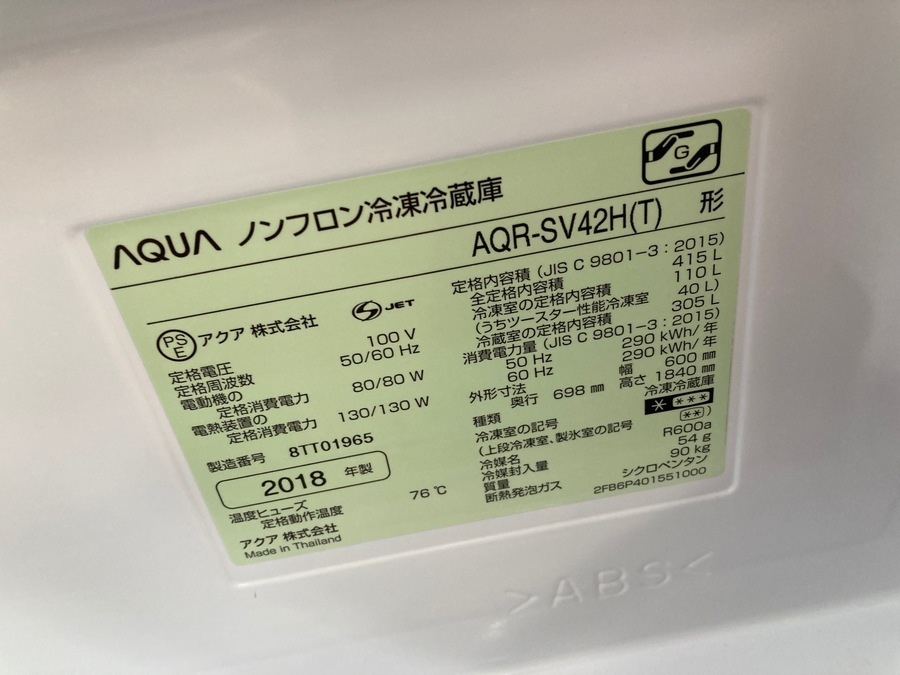 G
AQUA ノンフロン冷凍冷蔵庫
AQR-SV42H(T) 形
PS
E
アクア 株式会社
JET
定格電圧 100 V
定格周波数 50/60 Hz
電動機の
定格消費電力 80/80 W
電熱装置の
定格消費電力 130/130 W
製造番号 8TT01965
2018 年製
温度ヒューズ
定格動作温度 76 ℃
アクア 株式会社
Made in Thailand
定格内容積 (JIS C 9801-3 : 2015)
全定格内容積 415 L
冷凍室の定格内容積 110 L
(うちツースター性能冷凍室 40 L)
冷蔵室の定格内容積 305 L
消費電力量 (JIS C 9801-3 : 2015)
50 Hz 290 kWh/年
60 Hz 290 kWh/年
外形寸法 幅 600 mm
奥行 698 mm 高さ 1840 mm
種類 冷凍冷蔵庫
冷凍室の記号 * ***
(上段冷凍室、製氷室の記号 **)
冷媒名 R600a
冷媒封入量 54 g
質量 90 kg
断熱発泡ガス シクロペンタン
2FB6P401551000
>ABS<